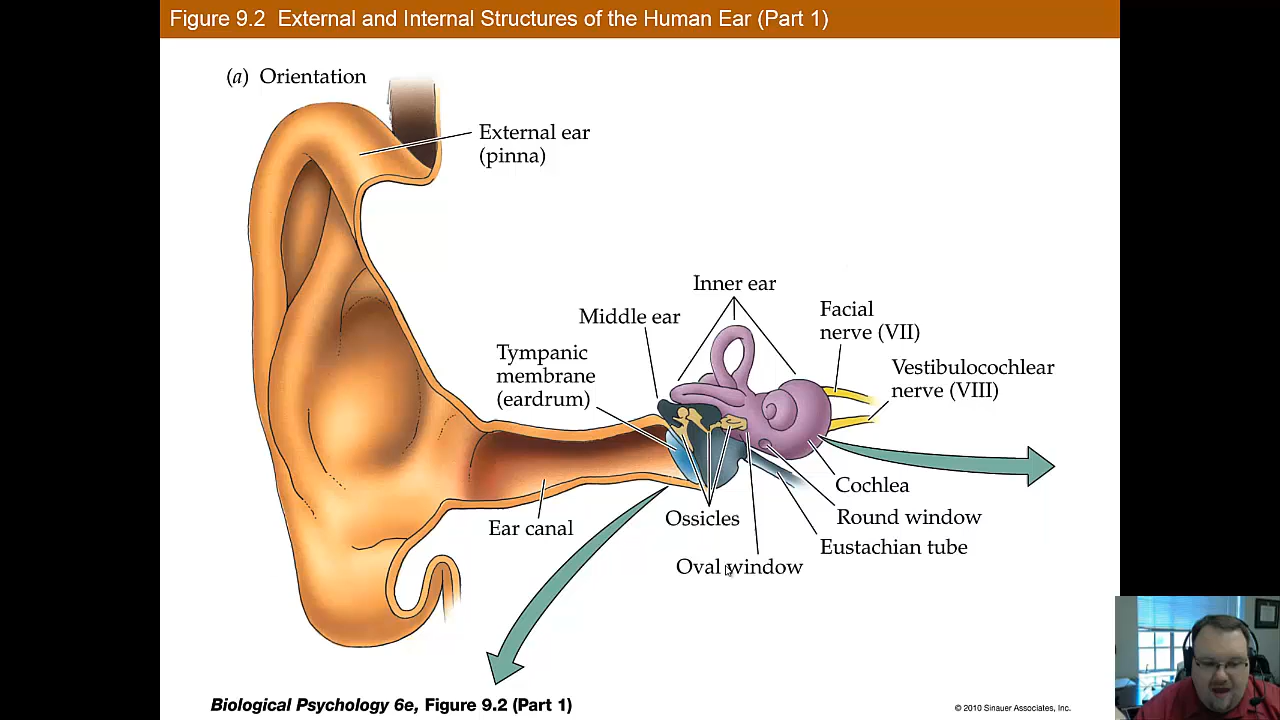 Figure 9.2 External and Internal Structures of the Human Ear (Part 1)
(a) Orientation
External ear
(pinna)
Inner ear
Middle ear
Facial
nerve (VII)
Tympanic
membrane
(eardrum)
Vestibulocochlear
nerve (VIII)
Cochlea
Round window
Eustachian tube
Ossicles
Ear canal
Oval window
Biological Psychology 6e, Figure 9.2 (Part 1)
© 2010 Sinauer Associates, Inc.